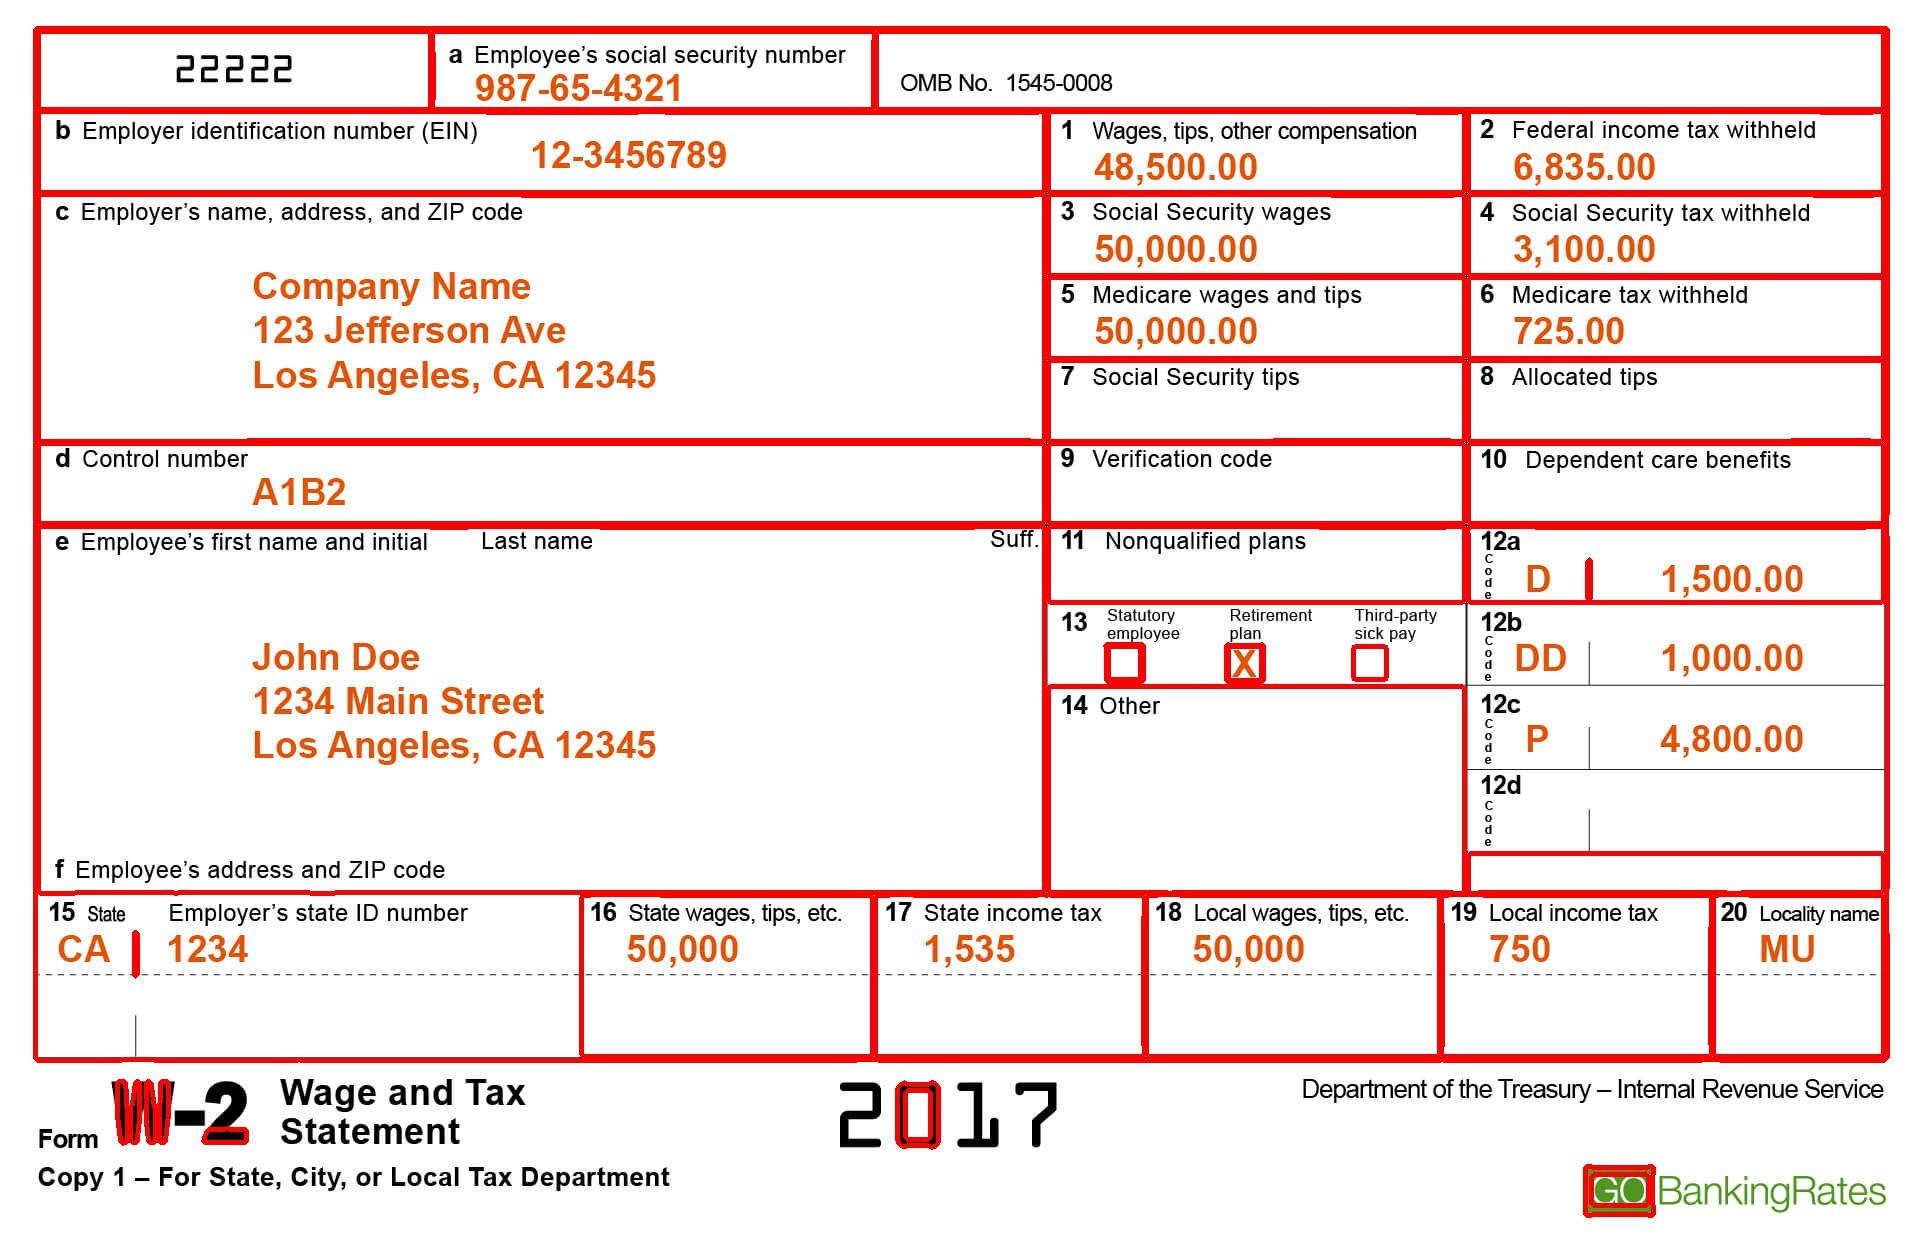 22222
a Employee's social security number
987-65-4321
OMB No. 1545-0008
b Employer identification number (EIN)
12-3456789
1 Wages, tips, other compensation
48,500.00
2 Federal income tax withheld
6,835.00
c Employer's name, address, and ZIP code
Company Name
123 Jefferson Ave
Los Angeles, CA 12345
3 Social Security wages
50,000.00
4 Social Security tax withheld
3,100.00
5 Medicare wages and tips
50,000.00
6 Medicare tax withheld
725.00
7 Social Security tips
8 Allocated tips
d Control number
A1B2
9 Verification code
10 Dependent care benefits
e Employee's first name and initial Last name Suff.
John Doe
1234 Main Street
Los Angeles, CA 12345
f Employee's address and ZIP code
11 Nonqualified plans
12a
Code D 1,500.00
13 Statutory employee Retirement plan Third-party sick pay
X
12b
Code DD 1,000.00
14 Other
12c
Code P 4,800.00
12d
Code
15 State Employer's state ID number
CA 1234
16 State wages, tips, etc.
50,000
17 State income tax
1,535
18 Local wages, tips, etc.
50,000
19 Local income tax
750
20 Locality name
MU
Form W-2 Wage and Tax
Statement
2017
Department of the Treasury – Internal Revenue Service
Copy 1 – For State, City, or Local Tax Department
GOBankingRates